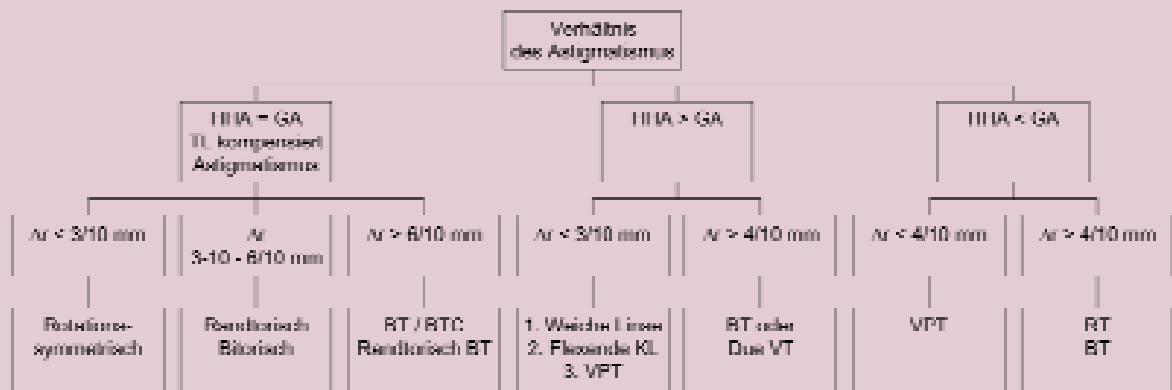 Verhältnis
des Astigmatismus
HHA = GA
TL kompensiert
Astigmatismus
HHA > GA
HHA < GA
Δr < 3/10 mm
Δr
3-10 - 6/10 mm
Δr > 6/10 mm
Δr < 3/10 mm
Δr > 4/10 mm
Δr < 4/10 mm
Δr > 4/10 mm
Rotations-
symmetrisch
Randtorisch
Bitorisch
BT / BTC
Randtorisch BT
1. Weiche Linse
2. Flexende KL
3. VPT
BT oder
Due VT
VPT
RT
BT